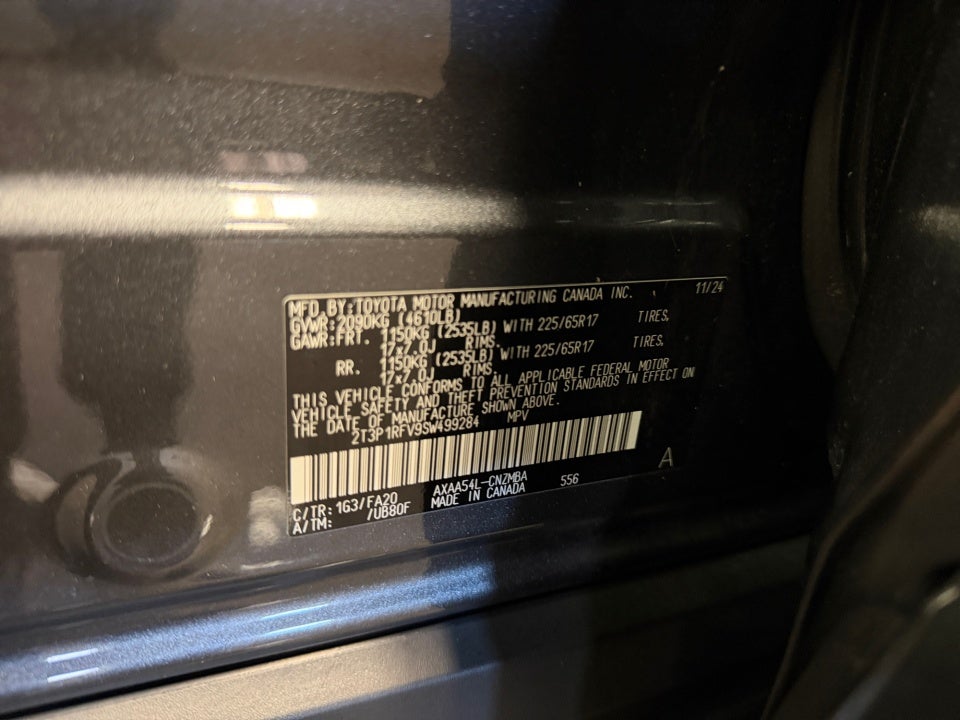 MFD. BY: TOYOTA MOTOR MANUFACTURING CANADA INC. 11/24
GVWR: 2090KG (4610LB)
GAWR: FRT. 1150KG (2535LB) WITH 225/65R17 TIRES,
17x7.0J RIMS.
RR. 1150KG (2535LB) WITH 225/65R17 TIRES,
17x7.0J RIMS.
THIS VEHICLE CONFORMS TO ALL APPLICABLE FEDERAL MOTOR
VEHICLE SAFETY AND THEFT PREVENTION STANDARDS IN EFFECT ON
THE DATE OF MANUFACTURE SHOWN ABOVE.
2T3P1RFV9SW499284 MPV
A
C/TR: 1G3/FA20 AXAA54L-CNZMBA 556
A/TM: /UB80F MADE IN CANADA